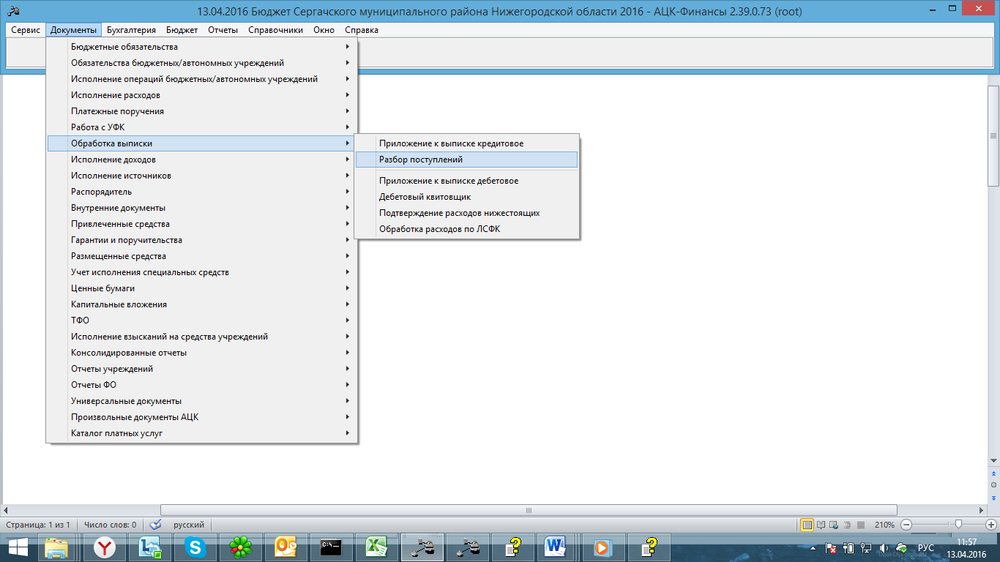 13.04.2016 Бюджет Сергачского муниципального района Нижегородской области 2016 - АЦК-Финансы 2.39.0.73 (root)
Сервис Документы Бухгалтерия Бюджет Отчеты Справочники Окно Справка
Бюджетные обязательства
Обязательства бюджетных/автономных учреждений
Исполнение операций бюджетных/автономных учреждений
Исполнение расходов
Платежные поручения
Работа с УФК
Обработка выписки
Исполнение доходов
Исполнение источников
Распорядитель
Внутренние документы
Привлеченные средства
Гарантии и поручительства
Размещенные средства
Учет исполнения специальных средств
Ценные бумаги
Капитальные вложения
ТФО
Исполнение взысканий на средства учреждений
Консолидированные отчеты
Отчеты учреждений
Отчеты ФО
Универсальные документы
Произвольные документы АЦК
Каталог платных услуг
Приложение к выписке кредитовое
Разбор поступлений
Приложение к выписке дебетовое
Дебетовый квитовщик
Подтверждение расходов нижестоящих
Обработка расходов по ЛСФК
Страница: 1 из 1 Число слов: 0 русский 210%
C:\_
РУС
11:57
13.04.2016